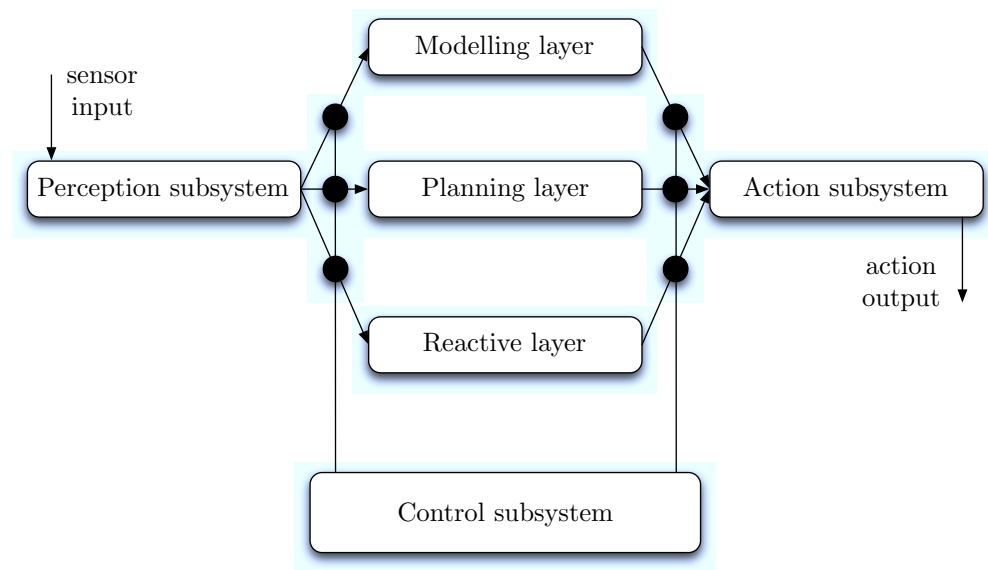 Modelling layer
sensor
input
Perception subsystem
Planning layer
Action subsystem
action
output
Reactive layer
Control subsystem